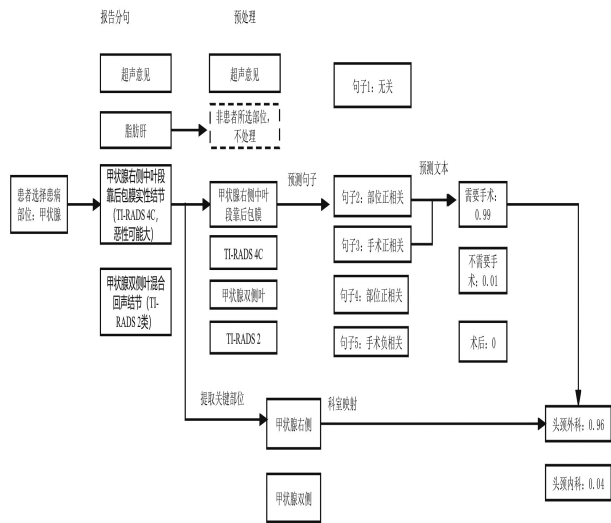 报告分句
预处理
超声意见
超声意见
句子1：无关
脂肪肝
非患者所选部位，
不处理
患者选择患病
部位：甲状腺
甲状腺右侧中叶段
靠后包膜实性结节
（TI-RADS 4C，
恶性可能大）
甲状腺右侧中叶
段靠后包膜
预测句子
句子2：部位正相关
预测文本
需要手术：
0.99
TI-RADS 4C
句子3：手术正相关
甲状腺双侧叶混合
回声结节（TI-
RADS 2类）
甲状腺双侧叶
句子4：部位正相关
不需要手
术：0.01
TI-RADS 2
句子5：手术负相关
术后：0
提取关键部位
甲状腺右侧
科室映射
头颈外科：0.96
甲状腺双侧
头颈内科：0.04